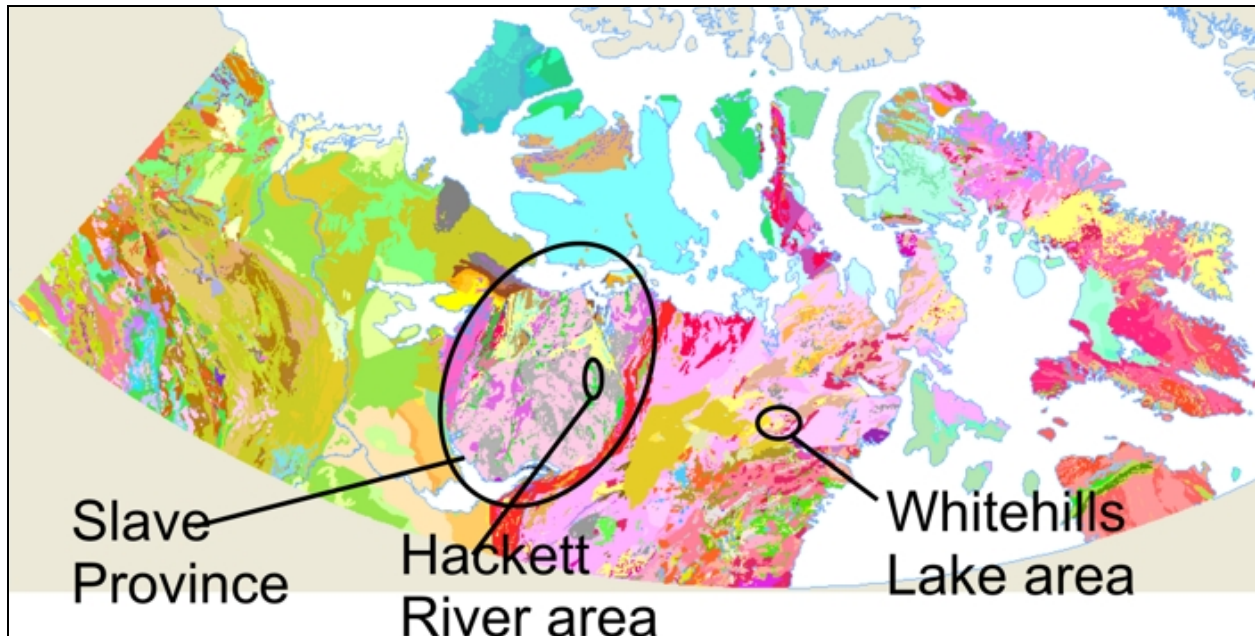 Slave
Province
Hackett
River area
Whitehills
Lake area